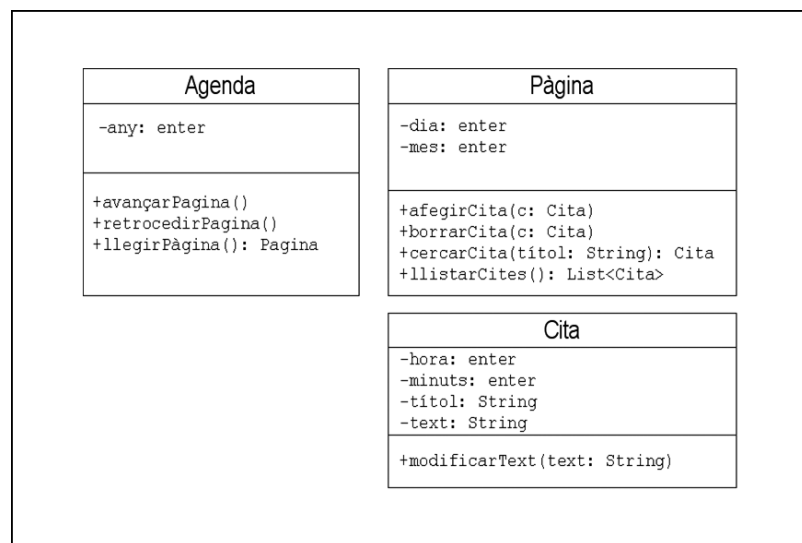 Agenda
-any: enter
+avançarPagina()
+retrocedirPagina()
+llegirPàgina(): Pagina
Pàgina
-dia: enter
-mes: enter
+afegirCita(c: Cita)
+borrarCita(c: Cita)
+cercarCita(títol: String): Cita
+llistarCites(): List<Cita>
Cita
-hora: enter
-minuts: enter
-títol: String
-text: String
+modificarText(text: String)